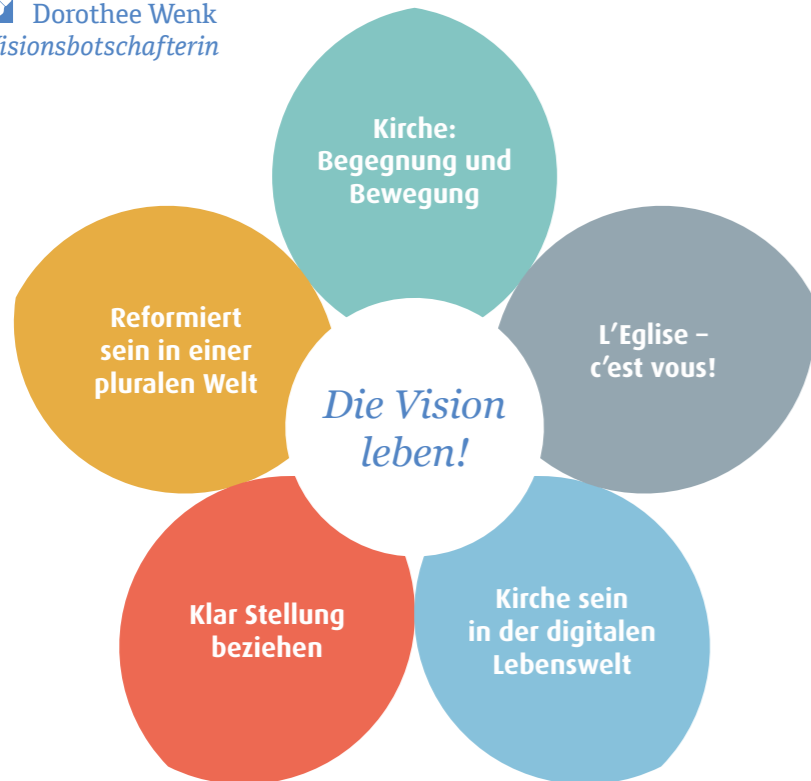 Dorothee Wenk
isionsbotschafterin
Kirche:
Begegnung und
Bewegung
Reformiert
sein in einer
pluralen Welt
L’Eglise –
c’est vous!
Die Vision
leben!
Klar Stellung
beziehen
Kirche sein
in der digitalen
Lebenswelt